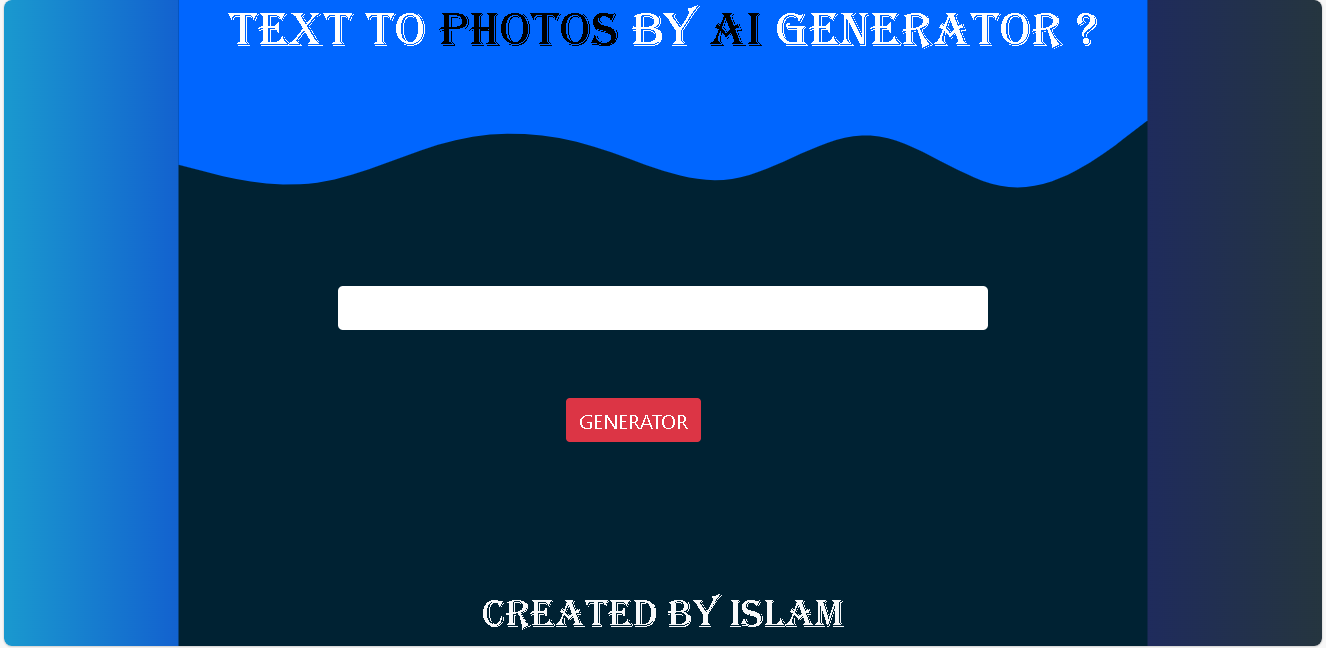 TEXT TO PHOTOS BY AI GENERATOR ?
GENERATOR
CREATED BY ISLAM